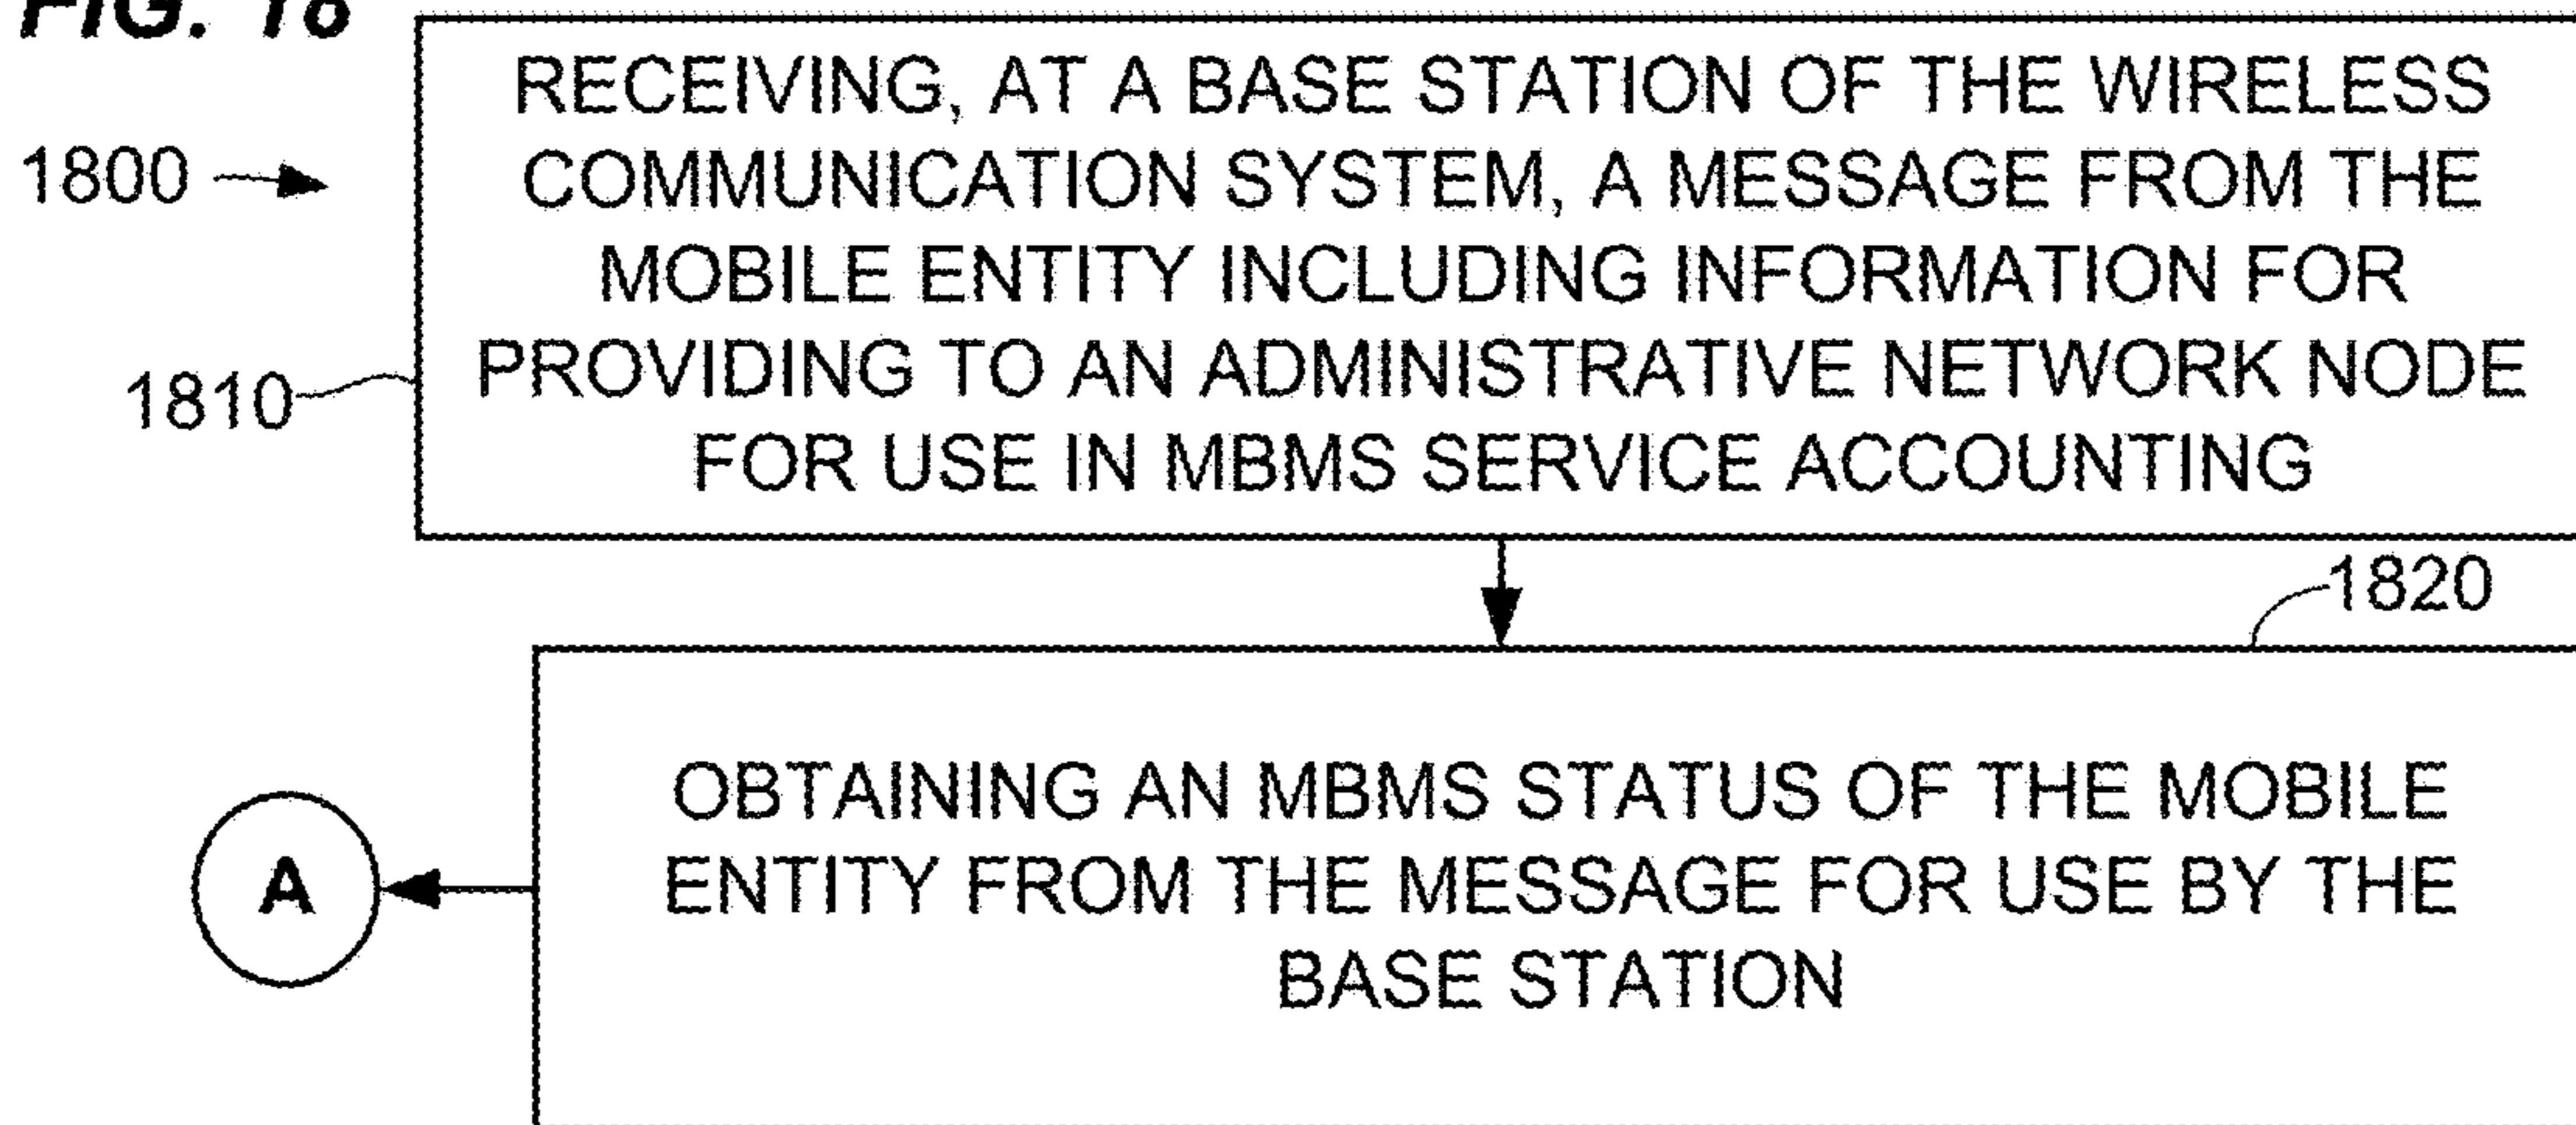 FIG. 18
RECEIVING, AT A BASE STATION OF THE WIRELESS
COMMUNICATION SYSTEM, A MESSAGE FROM THE
MOBILE ENTITY INCLUDING INFORMATION FOR
PROVIDING TO AN ADMINISTRATIVE NETWORK NODE
FOR USE IN MBMS SERVICE ACCOUNTING
1800
1810
1820
OBTAINING AN MBMS STATUS OF THE MOBILE
ENTITY FROM THE MESSAGE FOR USE BY THE
BASE STATION
A